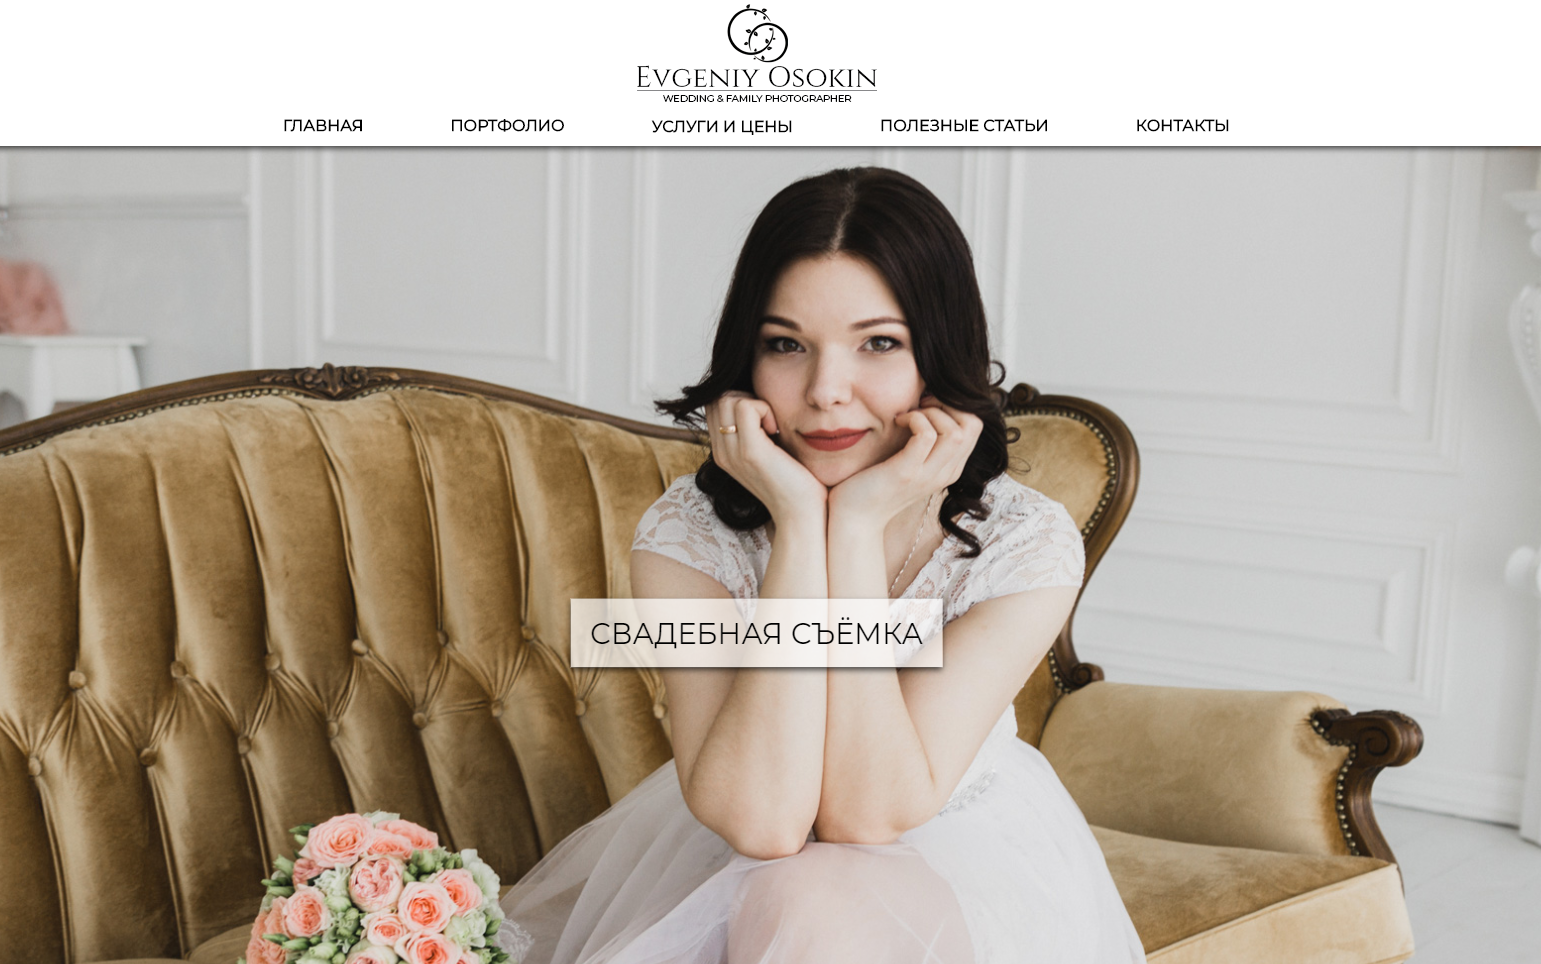 EVGENIY OSOKIN
WEDDING & FAMILY PHOTOGRAPHER
ГЛАВНАЯ ПОРТФОЛИО УСЛУГИ И ЦЕНЫ ПОЛЕЗНЫЕ СТАТЬИ КОНТАКТЫ
СВАДЕБНАЯ СЪЁМКА